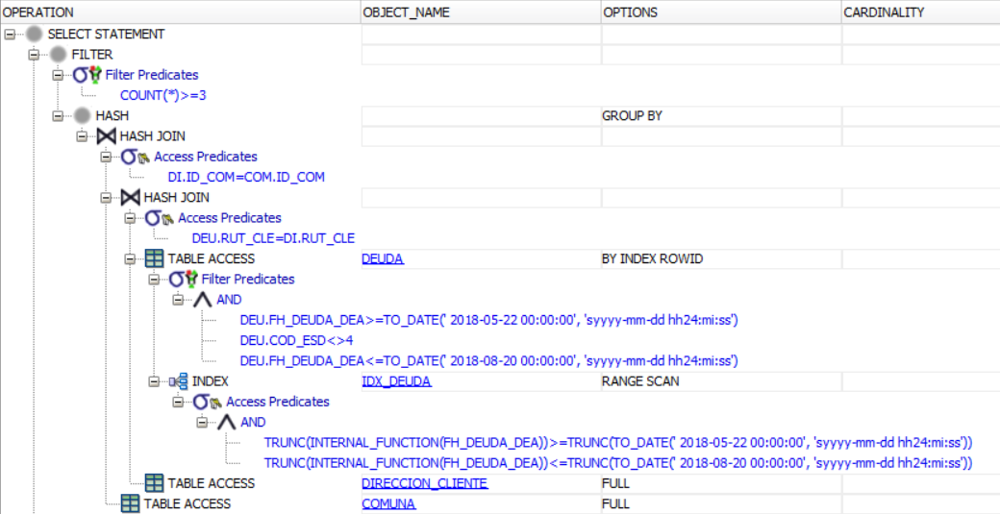 OPERATION OBJECT_NAME OPTIONS CARDINALITY
SELECT STATEMENT
FILTER
Filter Predicates
COUNT(*)>=3
HASH GROUP BY
HASH JOIN
Access Predicates
DI.ID_COM=COM.ID_COM
HASH JOIN
Access Predicates
DEU.RUT_CLE=DI.RUT_CLE
TABLE ACCESS DEUDA BY INDEX ROWID
Filter Predicates
AND
DEU.FH_DEUDA_DEA>=TO_DATE(' 2018-05-22 00:00:00', 'syyyy-mm-dd hh24:mi:ss')
DEU.COD_ESD<>4
DEU.FH_DEUDA_DEA<=TO_DATE(' 2018-08-20 00:00:00', 'syyyy-mm-dd hh24:mi:ss')
INDEX IDX_DEUDA RANGE SCAN
Access Predicates
AND
TRUNC(INTERNAL_FUNCTION(FH_DEUDA_DEA))>=TRUNC(TO_DATE(' 2018-05-22 00:00:00', 'syyyy-mm-dd hh24:mi:ss'))
TRUNC(INTERNAL_FUNCTION(FH_DEUDA_DEA))<=TRUNC(TO_DATE(' 2018-08-20 00:00:00', 'syyyy-mm-dd hh24:mi:ss'))
TABLE ACCESS DIRECCION_CLIENTE FULL
TABLE ACCESS COMUNA FULL